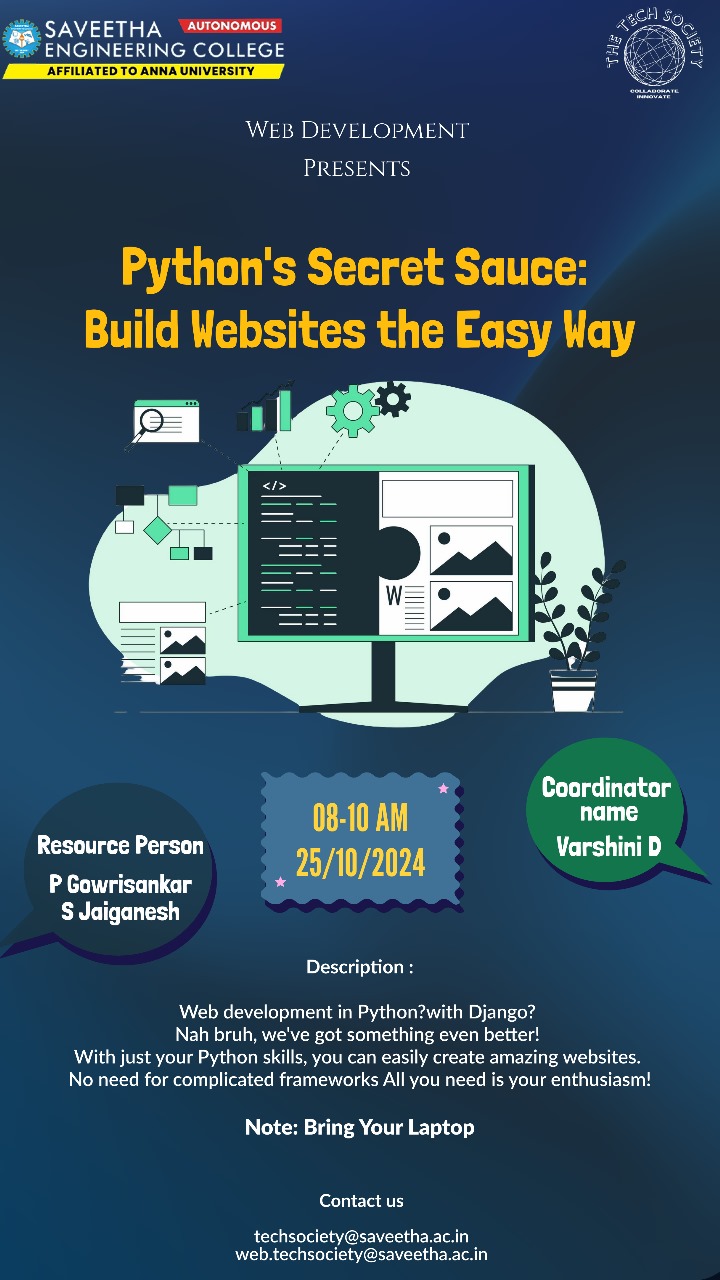 SAVEETHA AUTONOMOUS
ENGINEERING COLLEGE
AFFILIATED TO ANNA UNIVERSITY
THE TECH SOCIETY
COLLABORATE
INNOVATE
Web Development
Presents
Python's Secret Sauce:
Build Websites the Easy Way
</>
W
08-10 AM
25/10/2024
Coordinator
name
Varshini D
Resource Person
P Gowrisankar
S Jaiganesh
Description :
Web development in Python?with Django?
Nah bruh, we've got something even better!
With just your Python skills, you can easily create amazing websites.
No need for complicated frameworks All you need is your enthusiasm!
Note: Bring Your Laptop
Contact us
techsociety@saveetha.ac.in
web.techsociety@saveetha.ac.in